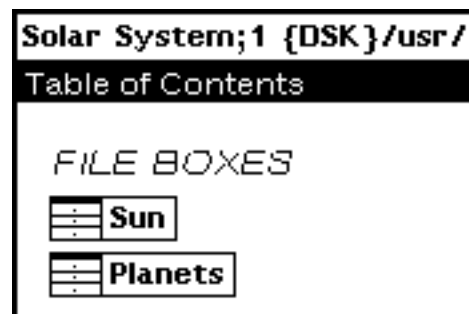 Solar System;1 {DSK}/usr/
Table of Contents
FILE BOXES
Sun
Planets